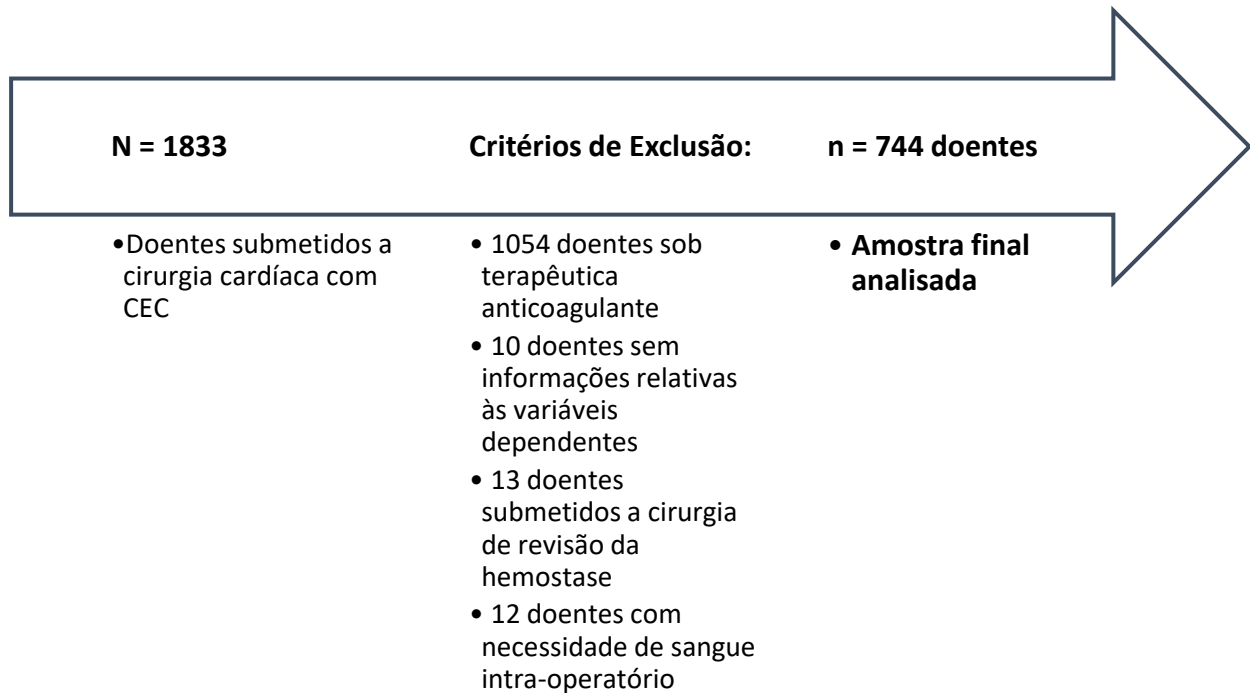 N = 1833
•Doentes submetidos a
cirurgia cardíaca com
CEC
Critérios de Exclusão:
• 1054 doentes sob
terapêutica
anticoagulante
• 10 doentes sem
informações relativas
às variáveis
dependentes
• 13 doentes
submetidos a cirurgia
de revisão da
hemostase
• 12 doentes com
necessidade de sangue
intra-operatório
n = 744 doentes
• Amostra final
analisada